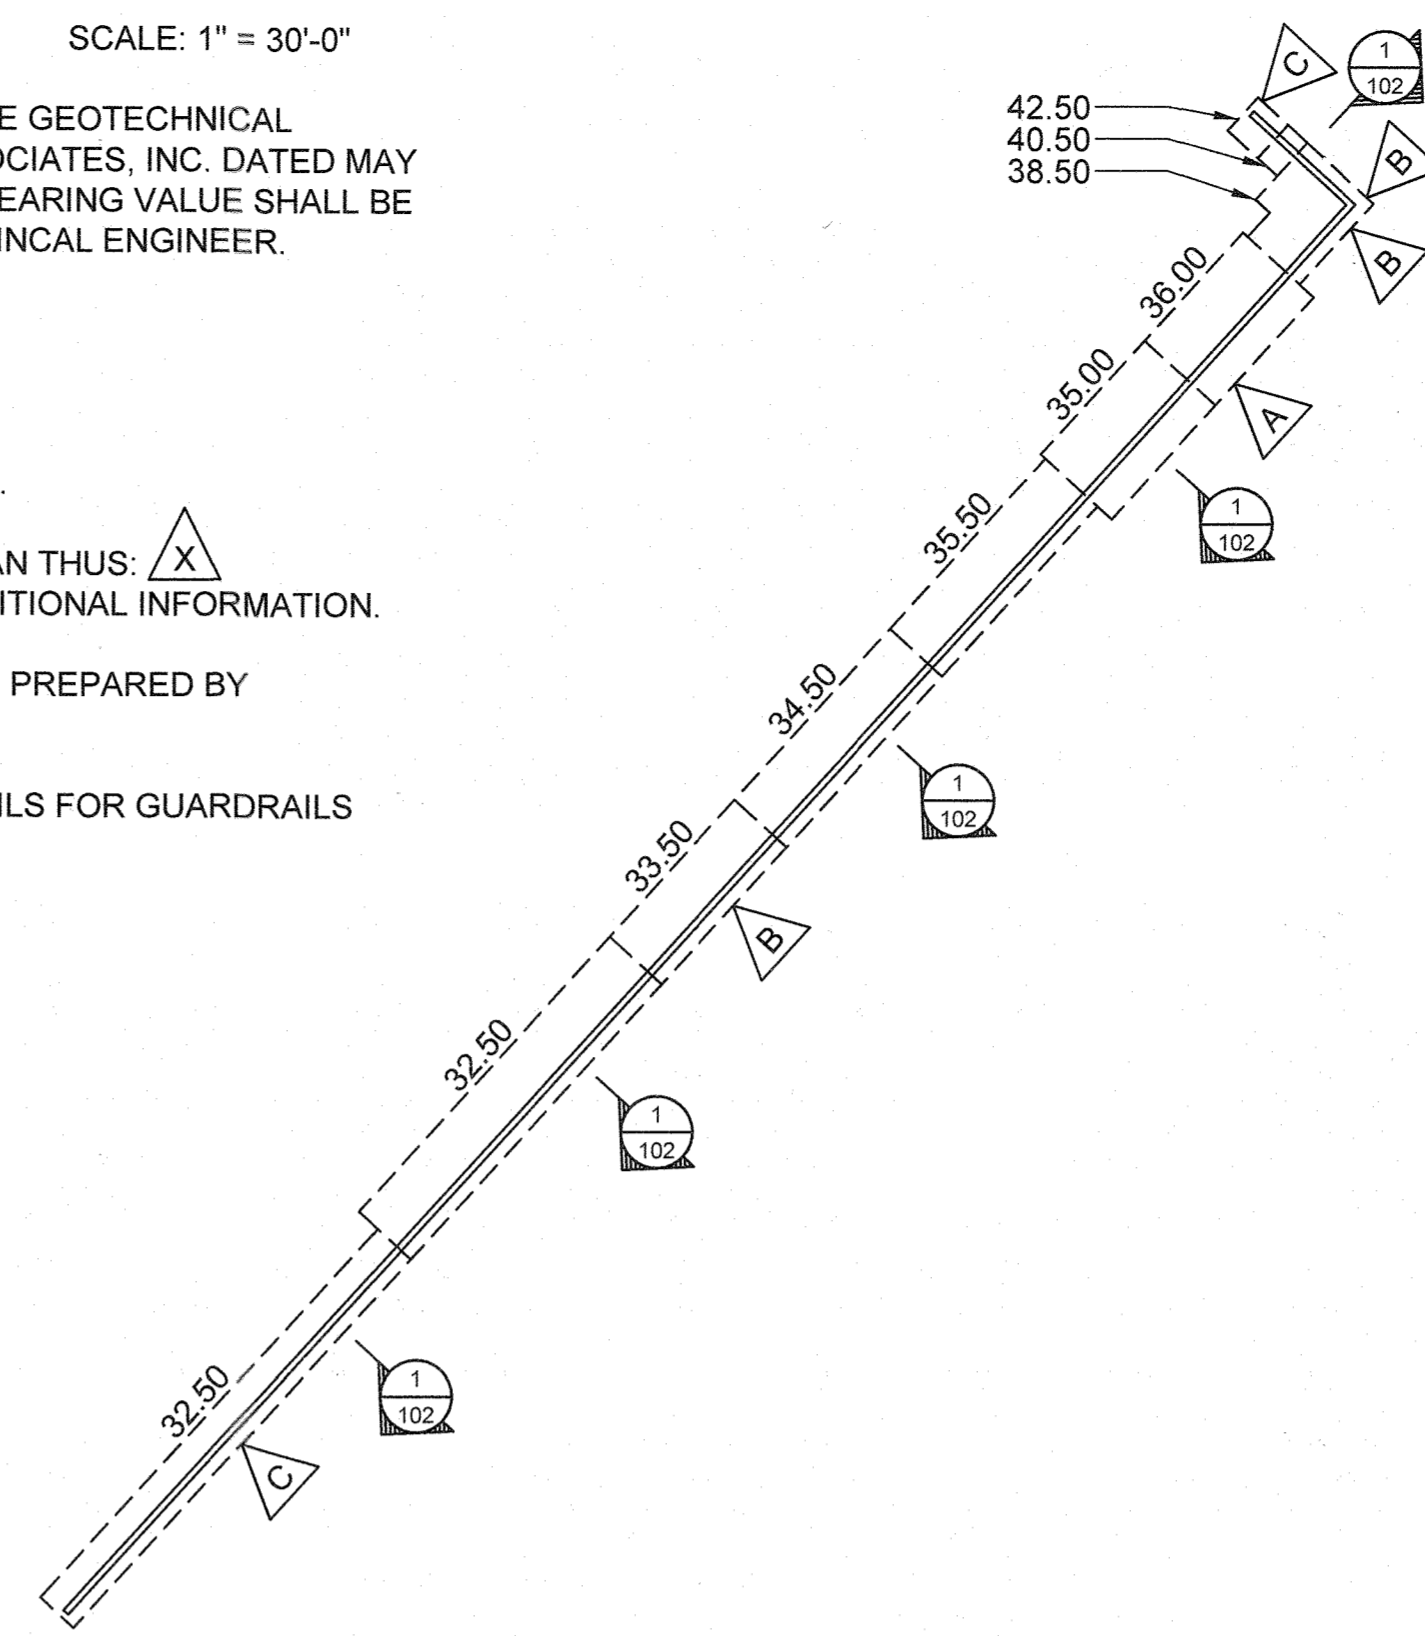 SCALE: 1" = 30'-0"
E GEOTECHNICAL
OCIATES, INC. DATED MAY
EARING VALUE SHALL BE
INCAL ENGINEER.
.
AN THUS: X
ITIONAL INFORMATION.
PREPARED BY
ILS FOR GUARDRAILS
C
1
102
42.50
40.50
38.50
B
B
36.00
35.00
A
35.50
1
102
34.50
1
102
33.50
B
32.50
1
102
32.50
1
102
C